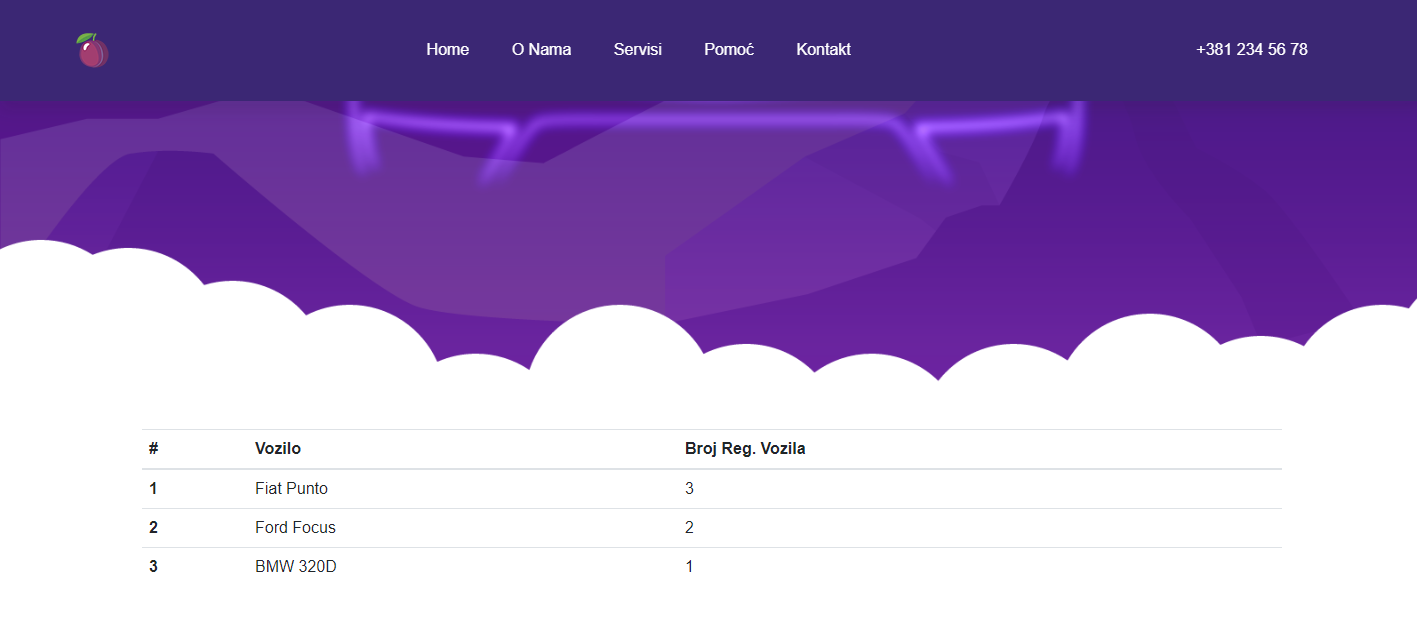 Home O Nama Servisi Pomoć Kontakt +381 234 56 78
# Vozilo Broj Reg. Vozila
1 Fiat Punto 3
2 Ford Focus 2
3 BMW 320D 1